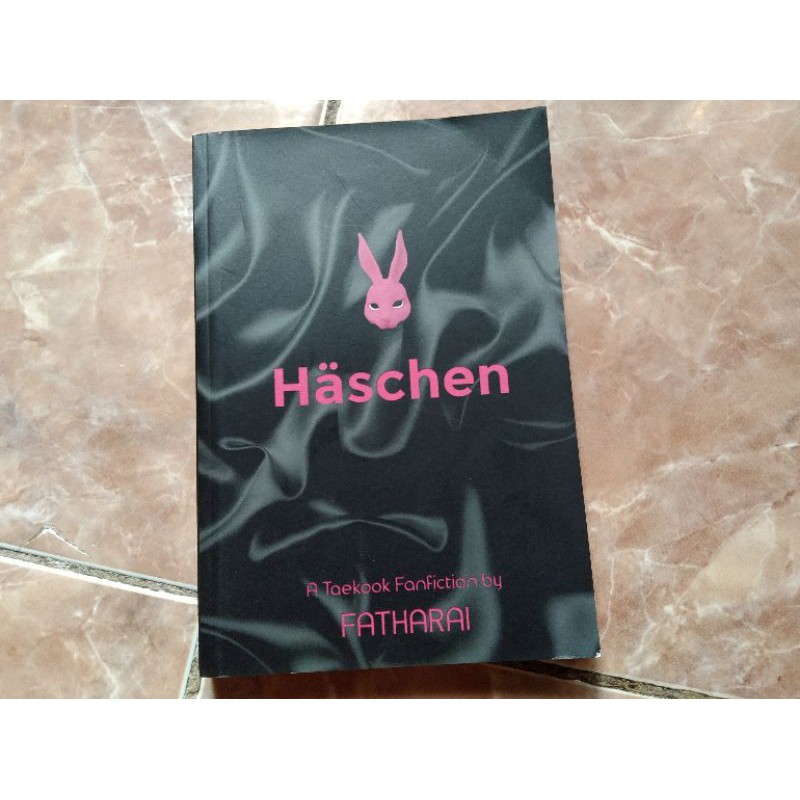 Häschen
A Taekook Fanfiction by
FATHARAI